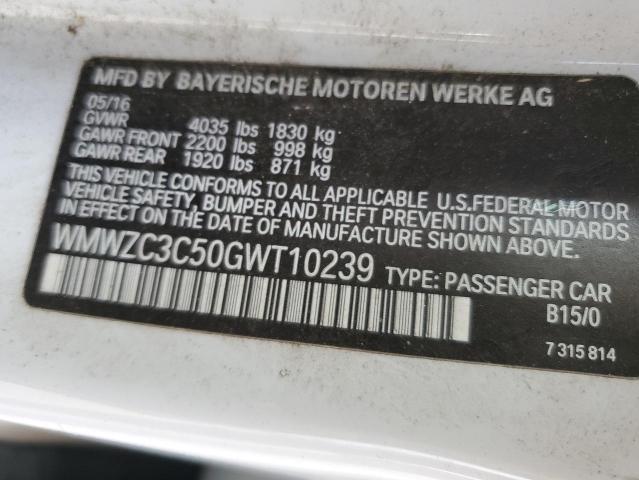 MFD BY BAYERISCHE MOTOREN WERKE AG
05/16
GVWR 4035 lbs 1830 kg
GAWR FRONT 2200 lbs 998 kg
GAWR REAR 1920 lbs 871 kg
THIS VEHICLE CONFORMS TO ALL APPLICABLE U.S.FEDERAL MOTOR
VEHICLE SAFETY, BUMPER, AND THEFT PREVENTION STANDARDS
IN EFFECT ON THE DATE OF MANUFACTURE SHOWN ABOVE.
WMWZC3C50GWT10239 TYPE: PASSENGER CAR
B15/0
7 315 814